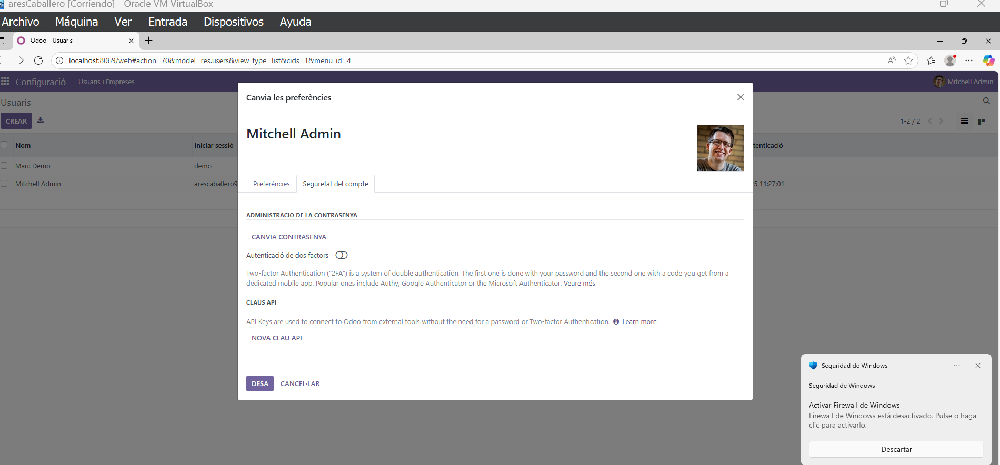 aresCaballero [Corriendo] - Oracle VM VirtualBox
Archivo Máquina Ver Entrada Dispositivos Ayuda
Odoo - Usuaris
localhost:8069/web#action=70&model=res.users&view_type=list&cids=1&menu_id=4
Configuració Usuaris i Empreses Mitchell Admin
Usuaris
CREAR
1-2 / 2
Nom Iniciar sessió tenticació
Marc Demo demo
Mitchell Admin arescaballero9 25 11:27:01
Canvia les preferències
Mitchell Admin
Preferències Seguretat del compte
ADMINISTRACIO DE LA CONTRASENYA
CANVIA CONTRASENYA
Autenticació de dos factors
Two-factor Authentication ("2FA") is a system of double authentication. The first one is done with your password and the second one with a code you get from a
dedicated mobile app. Popular ones include Authy, Google Authenticator or the Microsoft Authenticator. Veure més
CLAUS API
API Keys are used to connect to Odoo from external tools without the need for a password or Two-factor Authentication. Learn more
NOVA CLAU API
DESA CANCEL·LAR
Seguridad de Windows
Seguridad de Windows
Activar Firewall de Windows
Firewall de Windows está desactivado. Pulse o haga
clic para activarlo.
Descartar